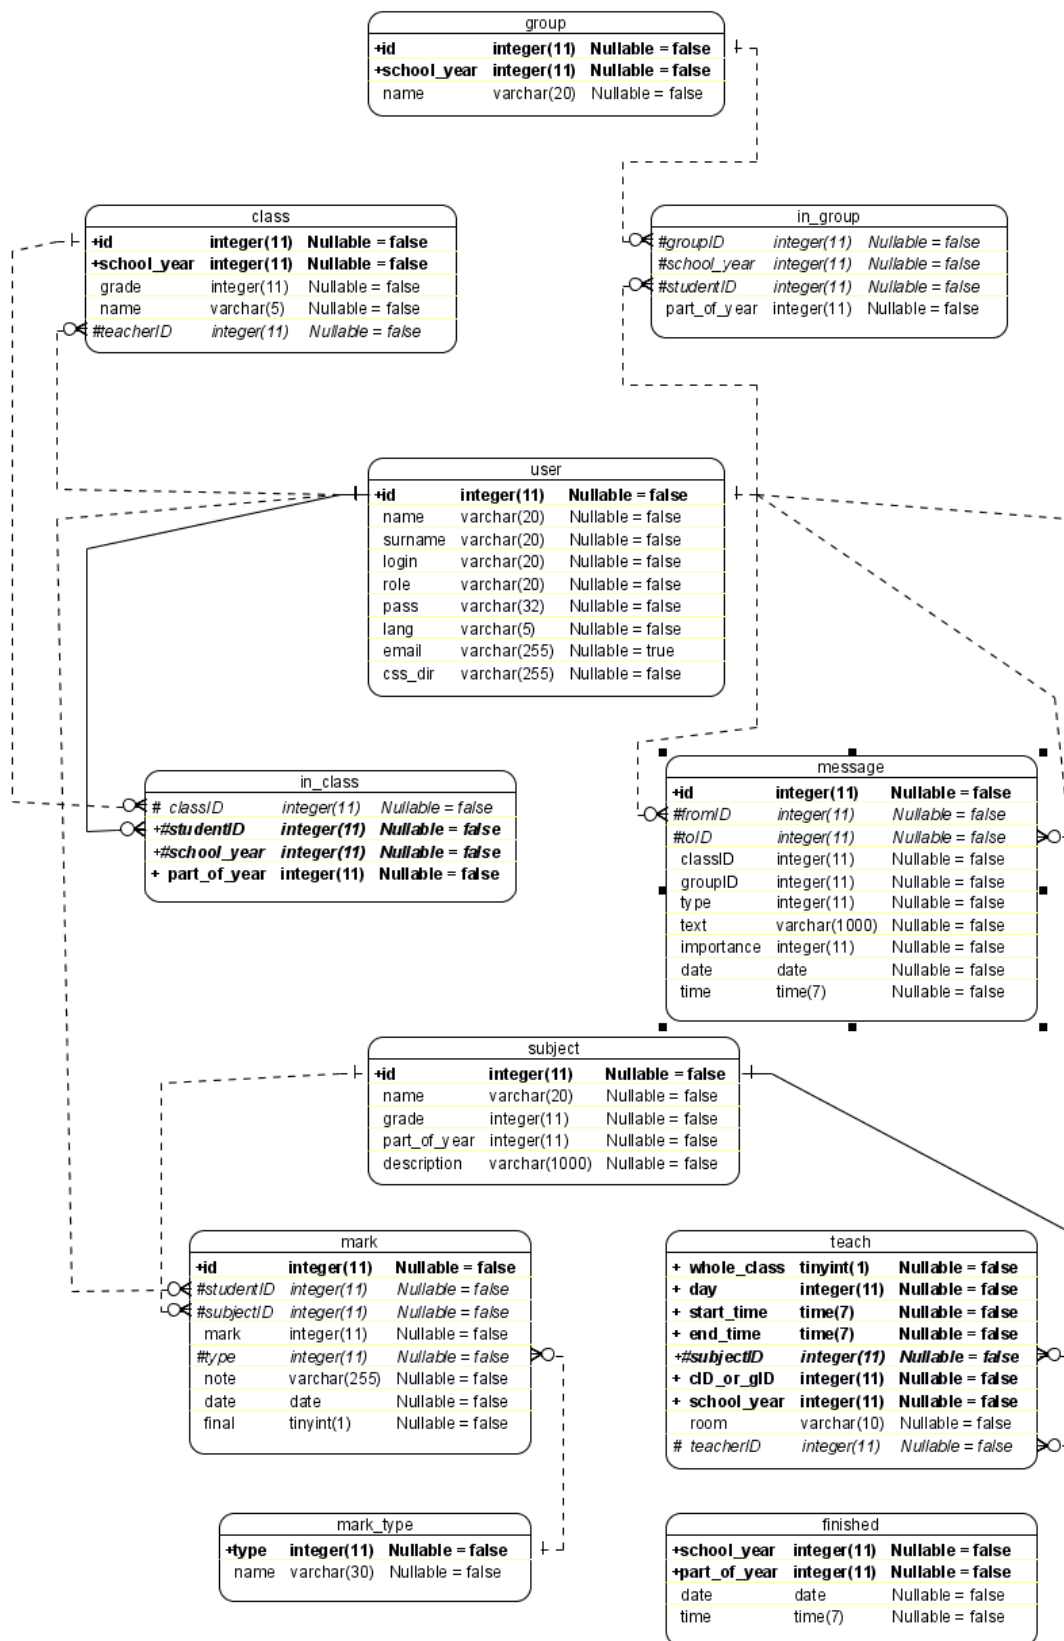 group
+id integer(11) Nullable = false
+school_year integer(11) Nullable = false
name varchar(20) Nullable = false
class
+id integer(11) Nullable = false
+school_year integer(11) Nullable = false
grade integer(11) Nullable = false
name varchar(5) Nullable = false
#teacherID integer(11) Nullable = false
in_group
#groupID integer(11) Nullable = false
#school_year integer(11) Nullable = false
#studentID integer(11) Nullable = false
part_of_year integer(11) Nullable = false
user
+id integer(11) Nullable = false
name varchar(20) Nullable = false
surname varchar(20) Nullable = false
login varchar(20) Nullable = false
role varchar(20) Nullable = false
pass varchar(32) Nullable = false
lang varchar(5) Nullable = false
email varchar(255) Nullable = true
css_dir varchar(255) Nullable = false
in_class
# classID integer(11) Nullable = false
+#studentID integer(11) Nullable = false
+#school_year integer(11) Nullable = false
+ part_of_year integer(11) Nullable = false
message
+id integer(11) Nullable = false
#fromID integer(11) Nullable = false
#toID integer(11) Nullable = false
classID integer(11) Nullable = false
groupID integer(11) Nullable = false
type integer(11) Nullable = false
text varchar(1000) Nullable = false
importance integer(11) Nullable = false
date date Nullable = false
time time(7) Nullable = false
subject
+id integer(11) Nullable = false
name varchar(20) Nullable = false
grade integer(11) Nullable = false
part_of_year integer(11) Nullable = false
description varchar(1000) Nullable = false
mark
+id integer(11) Nullable = false
#studentID integer(11) Nullable = false
#subjectID integer(11) Nullable = false
mark integer(11) Nullable = false
#type integer(11) Nullable = false
note varchar(255) Nullable = false
date date Nullable = false
final tinyint(1) Nullable = false
teach
+ whole_class tinyint(1) Nullable = false
+ day integer(11) Nullable = false
+ start_time time(7) Nullable = false
+ end_time time(7) Nullable = false
+#subjectID integer(11) Nullable = false
+ cID_or_gID integer(11) Nullable = false
+ school_year integer(11) Nullable = false
room varchar(10) Nullable = false
# teacherID integer(11) Nullable = false
mark_type
+type integer(11) Nullable = false
name varchar(30) Nullable = false
finished
+school_year integer(11) Nullable = false
+part_of_year integer(11) Nullable = false
date date Nullable = false
time time(7) Nullable = false